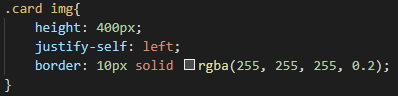 .card img{
    height: 400px;
    justify-self: left;
    border: 10px solid rgba(255, 255, 255, 0.2);
}